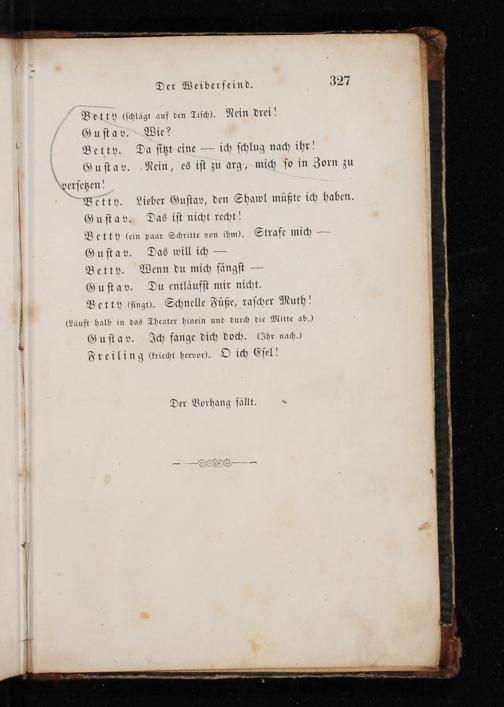 Der Weiberfeind. 327
Betty (schlägt auf den Tisch). Nein drei!
Gustav. Wie?
Betty. Da sitzt eine — ich schlug nach ihr!
Gustav. Nein, es ist zu arg, mich so in Zorn zu
versetzen!
Betty. Lieber Gustav, den Shawl müßte ich haben.
Gustav. Das ist nicht recht!
Betty (ein paar Schritte von ihm). Strafe mich —
Gustav. Das will ich —
Betty. Wenn du mich fängst —
Gustav. Du entläufst mir nicht.
Betty (singt). Schnelle Füße, rascher Muth!
(Läuft halb in das Theater hinein und durch die Mitte ab.)
Gustav. Ich fange dich doch. (Ihr nach.)
Freiling (kriecht hervor). O ich Esel!
Der Vorhang fällt.